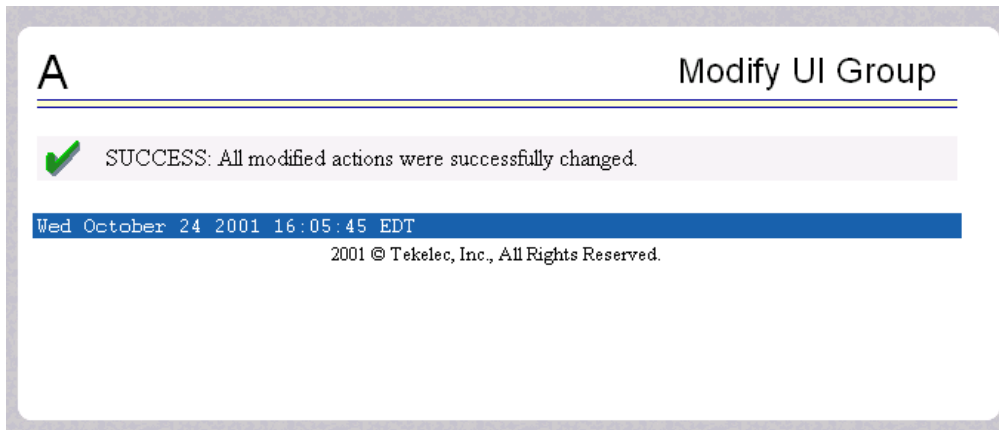 A
Modify UI Group
SUCCESS: All modified actions were successfully changed.
Wed October 24 2001 16:05:45 EDT
2001 © Tekelec, Inc., All Rights Reserved.